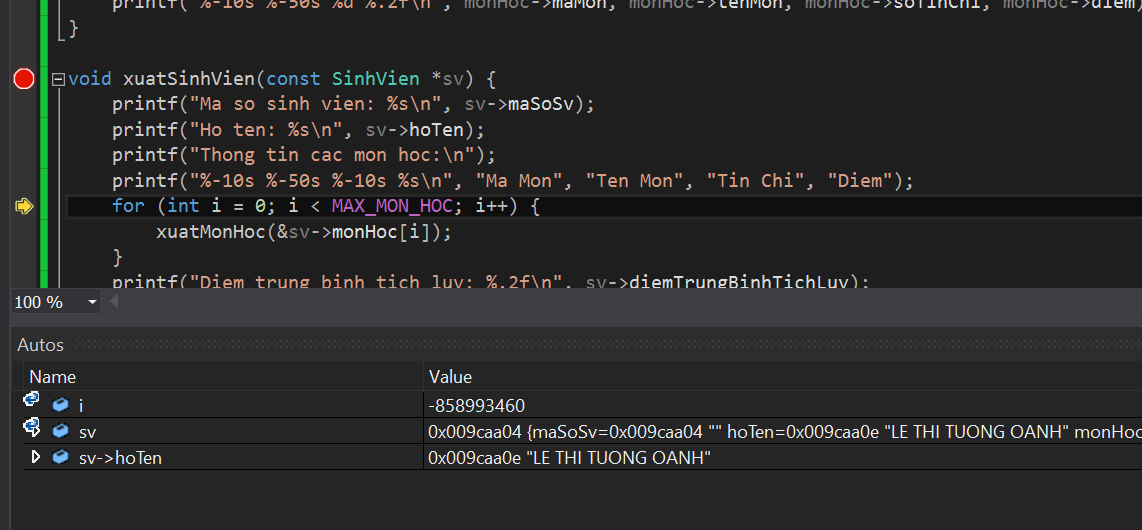 printf("%-10s %-50s %d %.2f\n", monHoc->maMon, monHoc->tenMon, monHoc->soTinChi, monHoc->diem)
}
void xuatSinhVien(const SinhVien *sv) {
printf("Ma so sinh vien: %s\n", sv->maSoSv);
printf("Ho ten: %s\n", sv->hoTen);
printf("Thong tin cac mon hoc:\n");
printf("%-10s %-50s %-10s %s\n", "Ma Mon", "Ten Mon", "Tin Chi", "Diem");
for (int i = 0; i < MAX_MON_HOC; i++) {
xuatMonHoc(&sv->monHoc[i]);
}
printf("Diem trung binh tich luy: %.2f\n", sv->diemTrungBinhTichLuy);
100 %
Autos
Name Value
i -858993460
sv 0x009caa04 {maSoSv=0x009caa04 "" hoTen=0x009caa0e "LE THI TUONG OANH" monHoc
sv->hoTen 0x009caa0e "LE THI TUONG OANH"